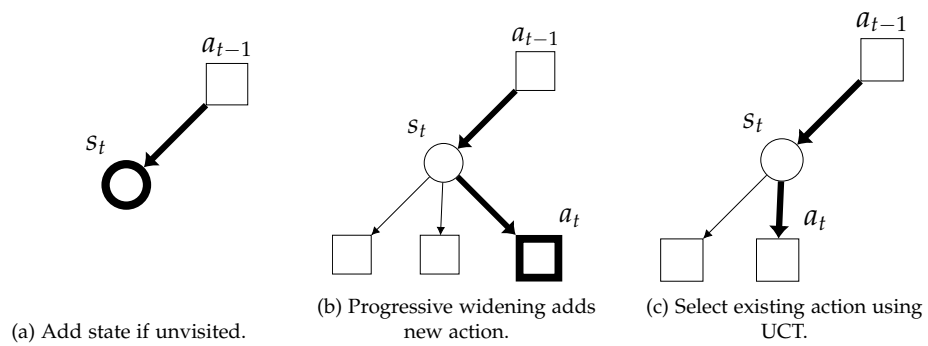 a_{t−1}
s_t
(a) Add state if unvisited.
a_{t−1}
s_t
a_t
(b) Progressive widening adds
new action.
a_{t−1}
s_t
a_t
(c) Select existing action using
UCT.